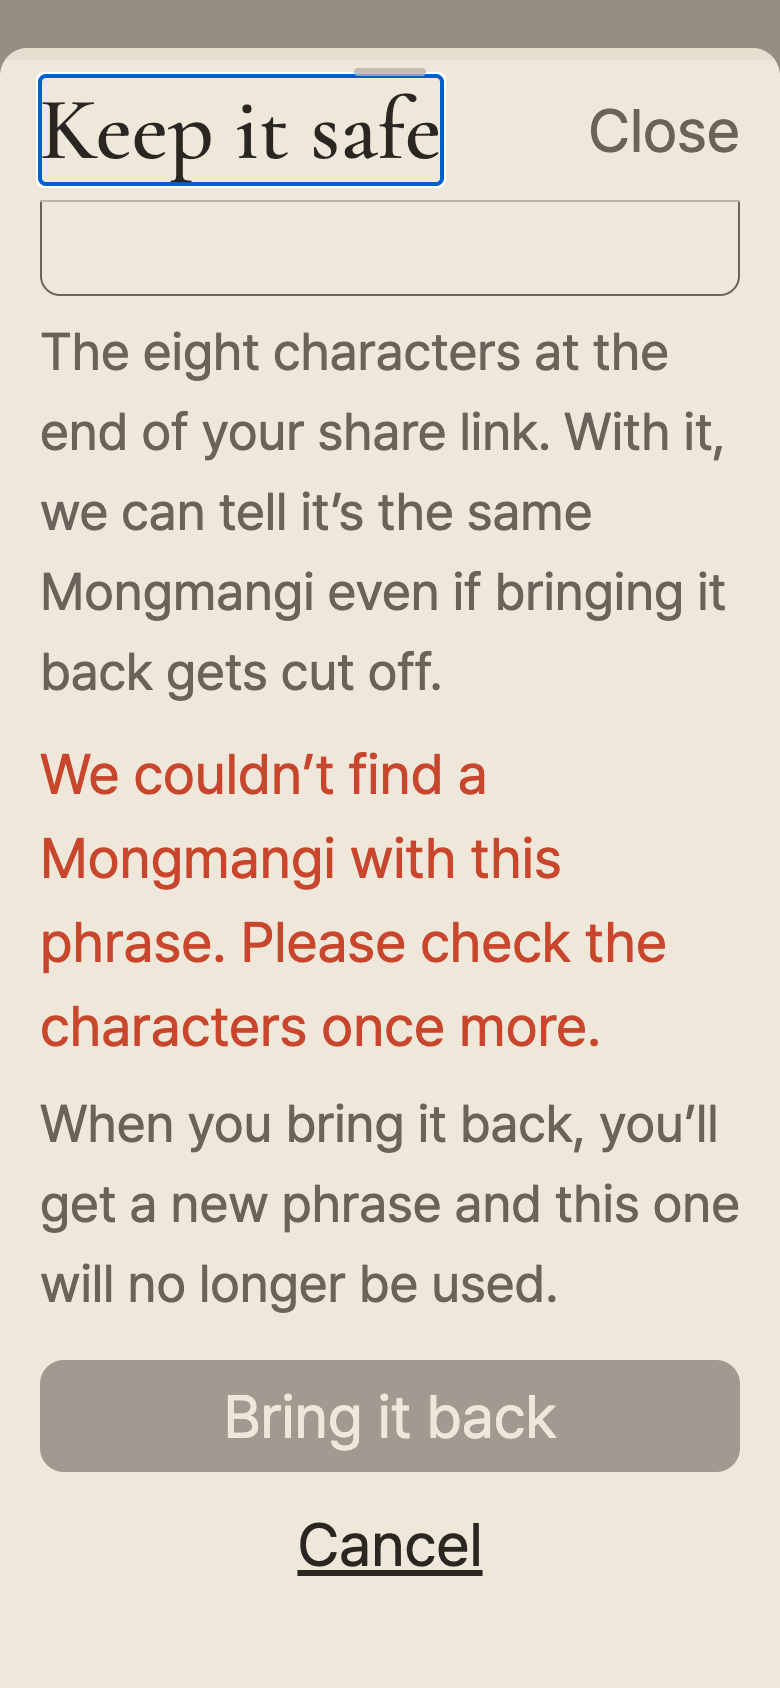 Keep it safe
Close
The eight characters at the
end of your share link. With it,
we can tell it’s the same
Mongmangi even if bringing it
back gets cut off.
We couldn’t find a
Mongmangi with this
phrase. Please check the
characters once more.
When you bring it back, you’ll
get a new phrase and this one
will no longer be used.
Bring it back
Cancel